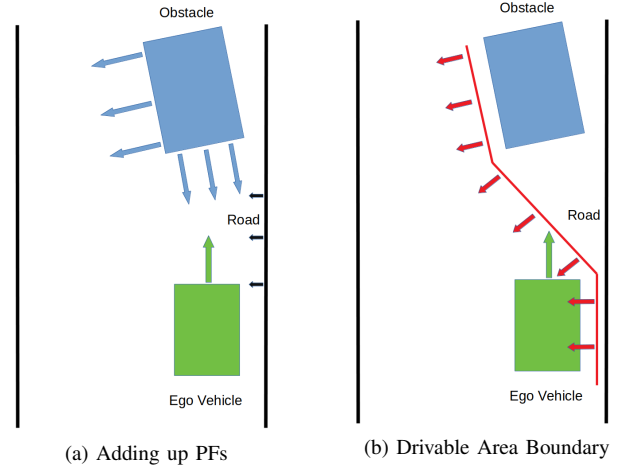 Obstacle
Road
Ego Vehicle
(a) Adding up PFs
Obstacle
Road
Ego Vehicle
(b) Drivable Area Boundary